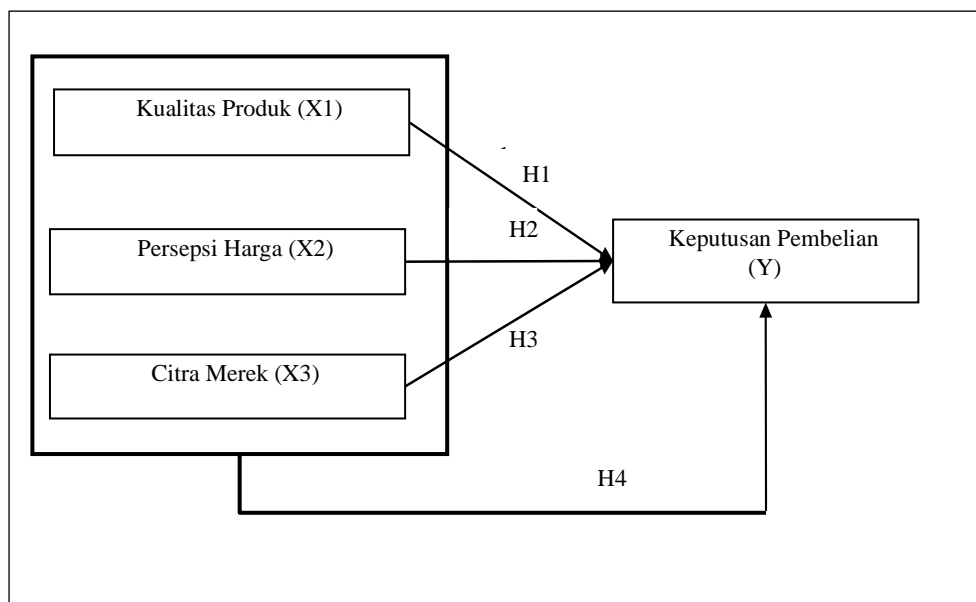 Kualitas Produk (X1)
H1
H2
Persepsi Harga (X2)
Keputusan Pembelian
(Y)
H3
Citra Merek (X3)
H4